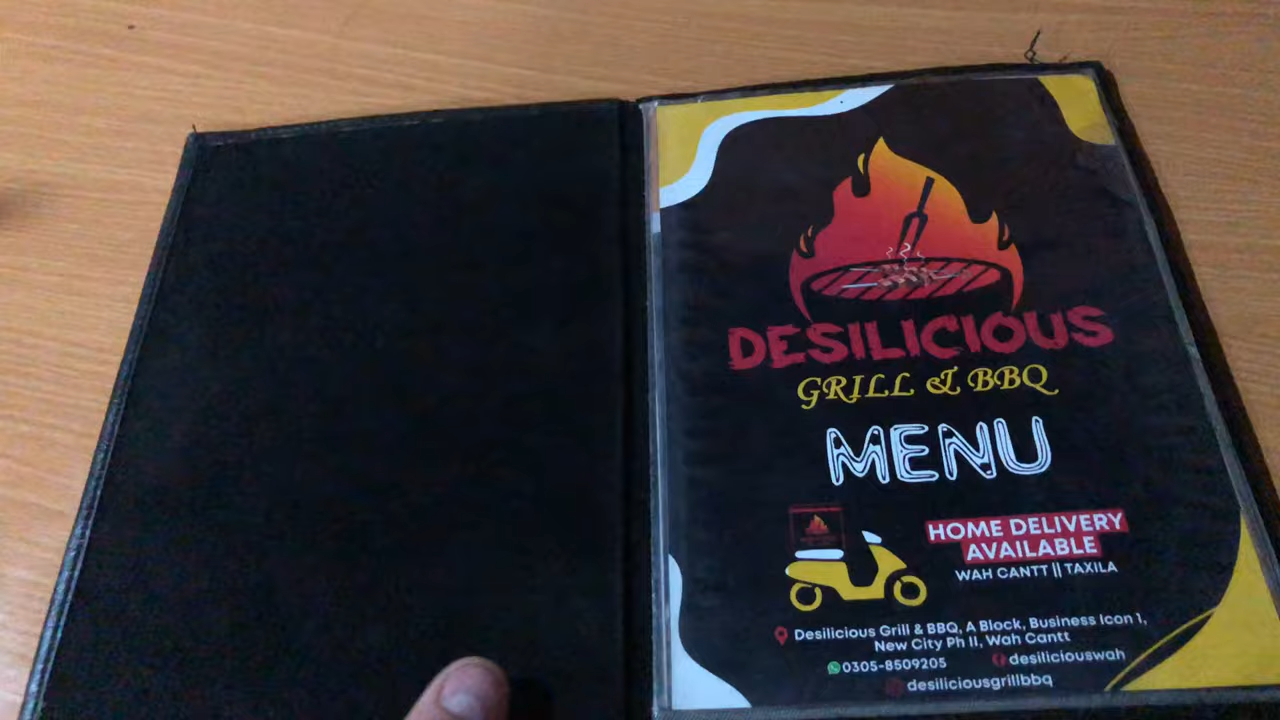 DESILICIOUS
GRILL & BBQ
MENU
HOME DELIVERY
AVAILABLE
WAH CANTT || TAXILA
Desilicious Grill & BBQ, A Block, Business Icon 1,
New City Ph II, Wah Cantt
0305-8509205 desiliciouswah
desiliciousgrillbbq